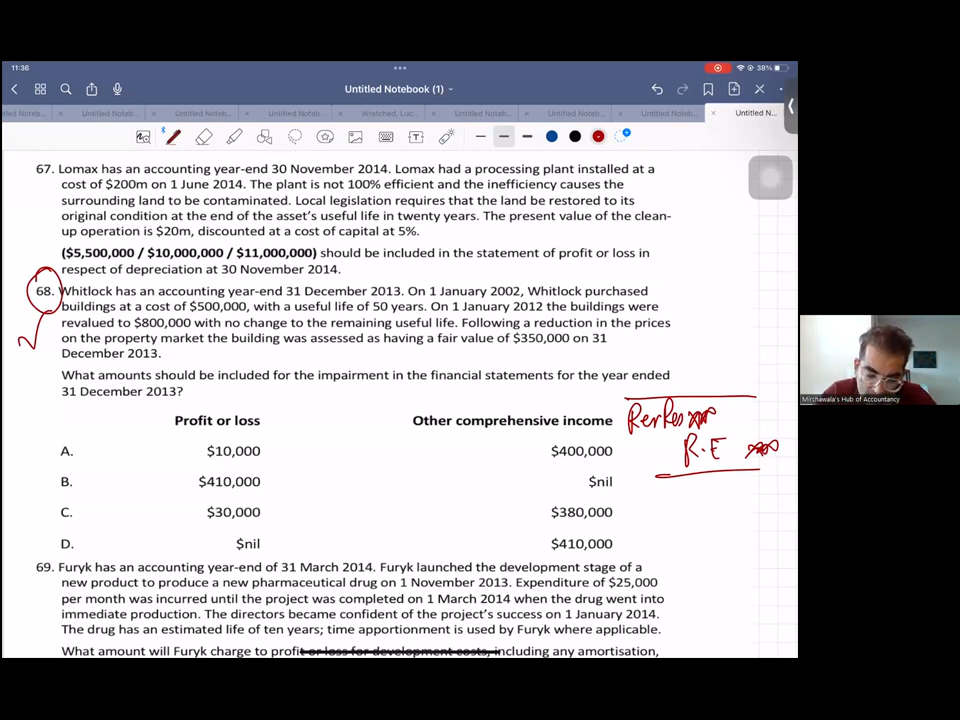 11:36
38%
Untitled Notebook (1)
Untitled Noteb...
Untitled Noteb...
Untitled Noteb...
Wretched, Luc...
Untitled Noteb...
Untitled Noteb...
Untitled N...
67. Lomax has an accounting year-end 30 November 2014. Lomax had a processing plant installed at a
cost of $200m on 1 June 2014. The plant is not 100% efficient and the inefficiency causes the
surrounding land to be contaminated. Local legislation requires that the land be restored to its
original condition at the end of the asset's useful life in twenty years. The present value of the clean-
up operation is $20m, discounted at a cost of capital at 5%.
($5,500,000 / $10,000,000 / $11,000,000) should be included in the statement of profit or loss in
respect of depreciation at 30 November 2014.
68. Whitlock has an accounting year-end 31 December 2013. On 1 January 2002, Whitlock purchased
buildings at a cost of $500,000, with a useful life of 50 years. On 1 January 2012 the buildings were
revalued to $800,000 with no change to the remaining useful life. Following a reduction in the prices
on the property market the building was assessed as having a fair value of $350,000 on 31
December 2013.
What amounts should be included for the impairment in the financial statements for the year ended
31 December 2013?
Profit or loss Other comprehensive income
A. $10,000 $400,000
B. $410,000 $nil
C. $30,000 $380,000
D. $nil $410,000
R.E
69. Furyk has an accounting year-end of 31 March 2014. Furyk launched the development stage of a
new product to produce a new pharmaceutical drug on 1 November 2013. Expenditure of $25,000
per month was incurred until the project was completed on 1 March 2014 when the drug went into
immediate production. The directors became confident of the project's success on 1 January 2014.
The drug has an estimated life of ten years; time apportionment is used by Furyk where applicable.
What amount will Furyk charge to profit or loss for development costs, including any amortisation,
Mirchawala's Hub of Accountancy